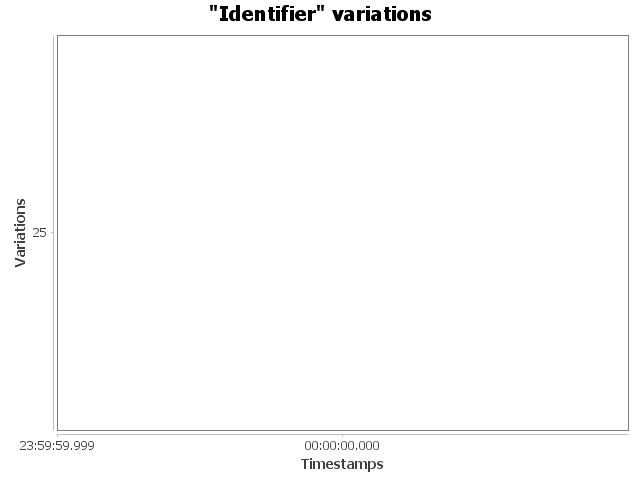 "Identifier" variations
Variations
25
23:59:59.999
00:00:00.000
Timestamps